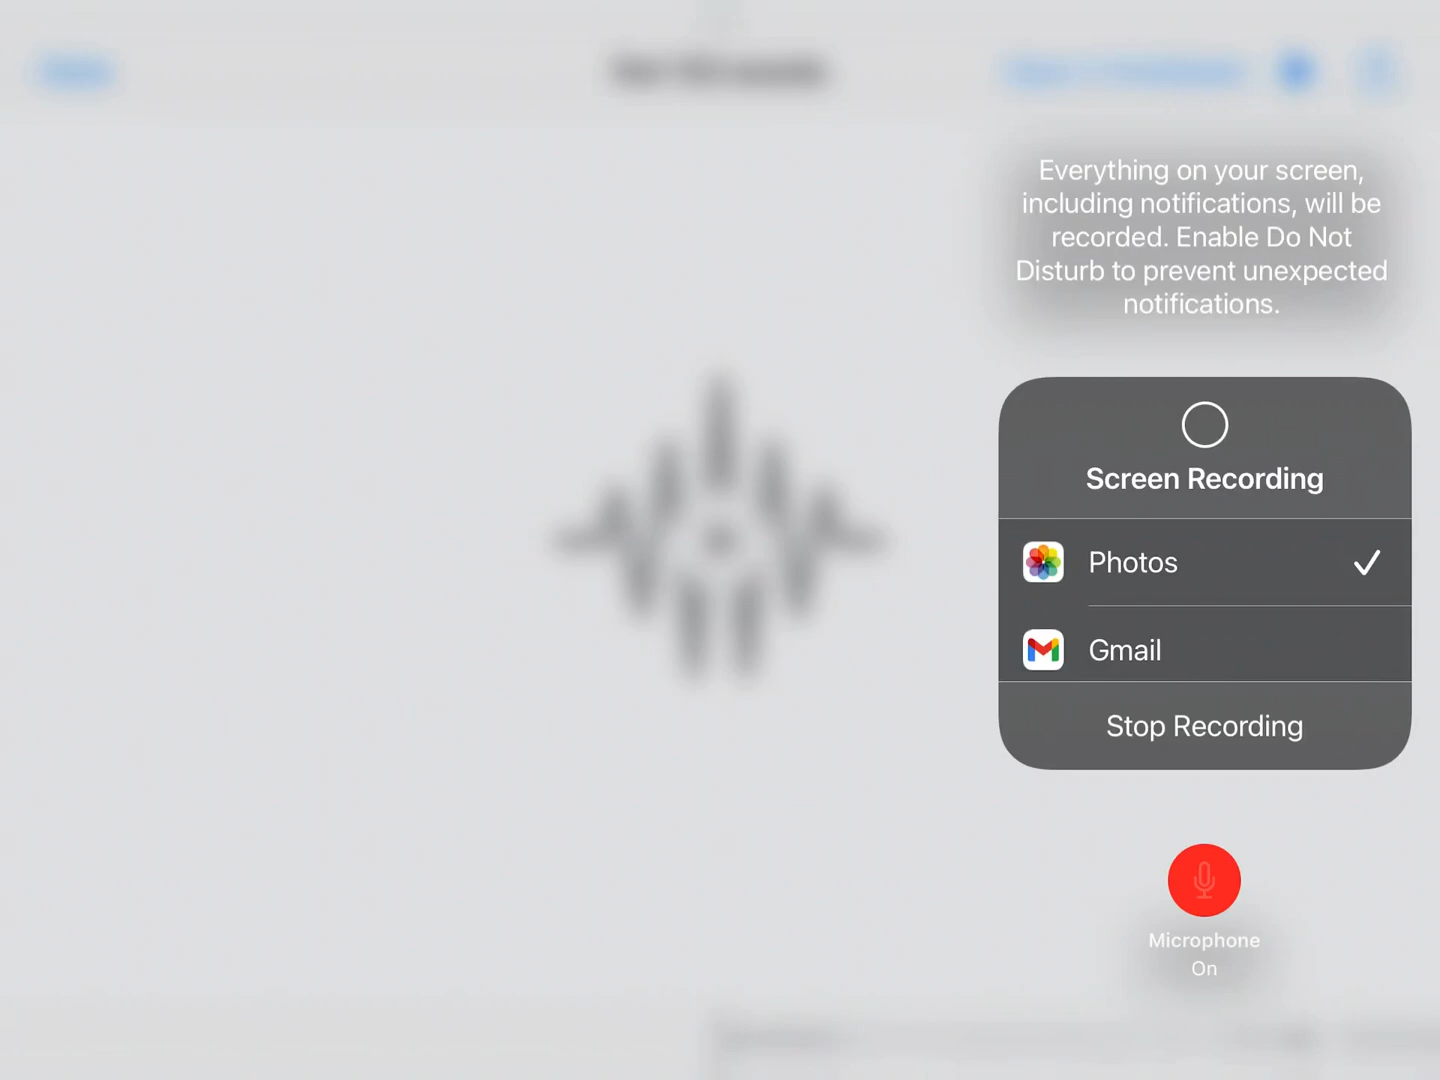 Everything on your screen,
including notifications, will be
recorded. Enable Do Not
Disturb to prevent unexpected
notifications.
Screen Recording
Photos
Gmail
Stop Recording
Microphone
On